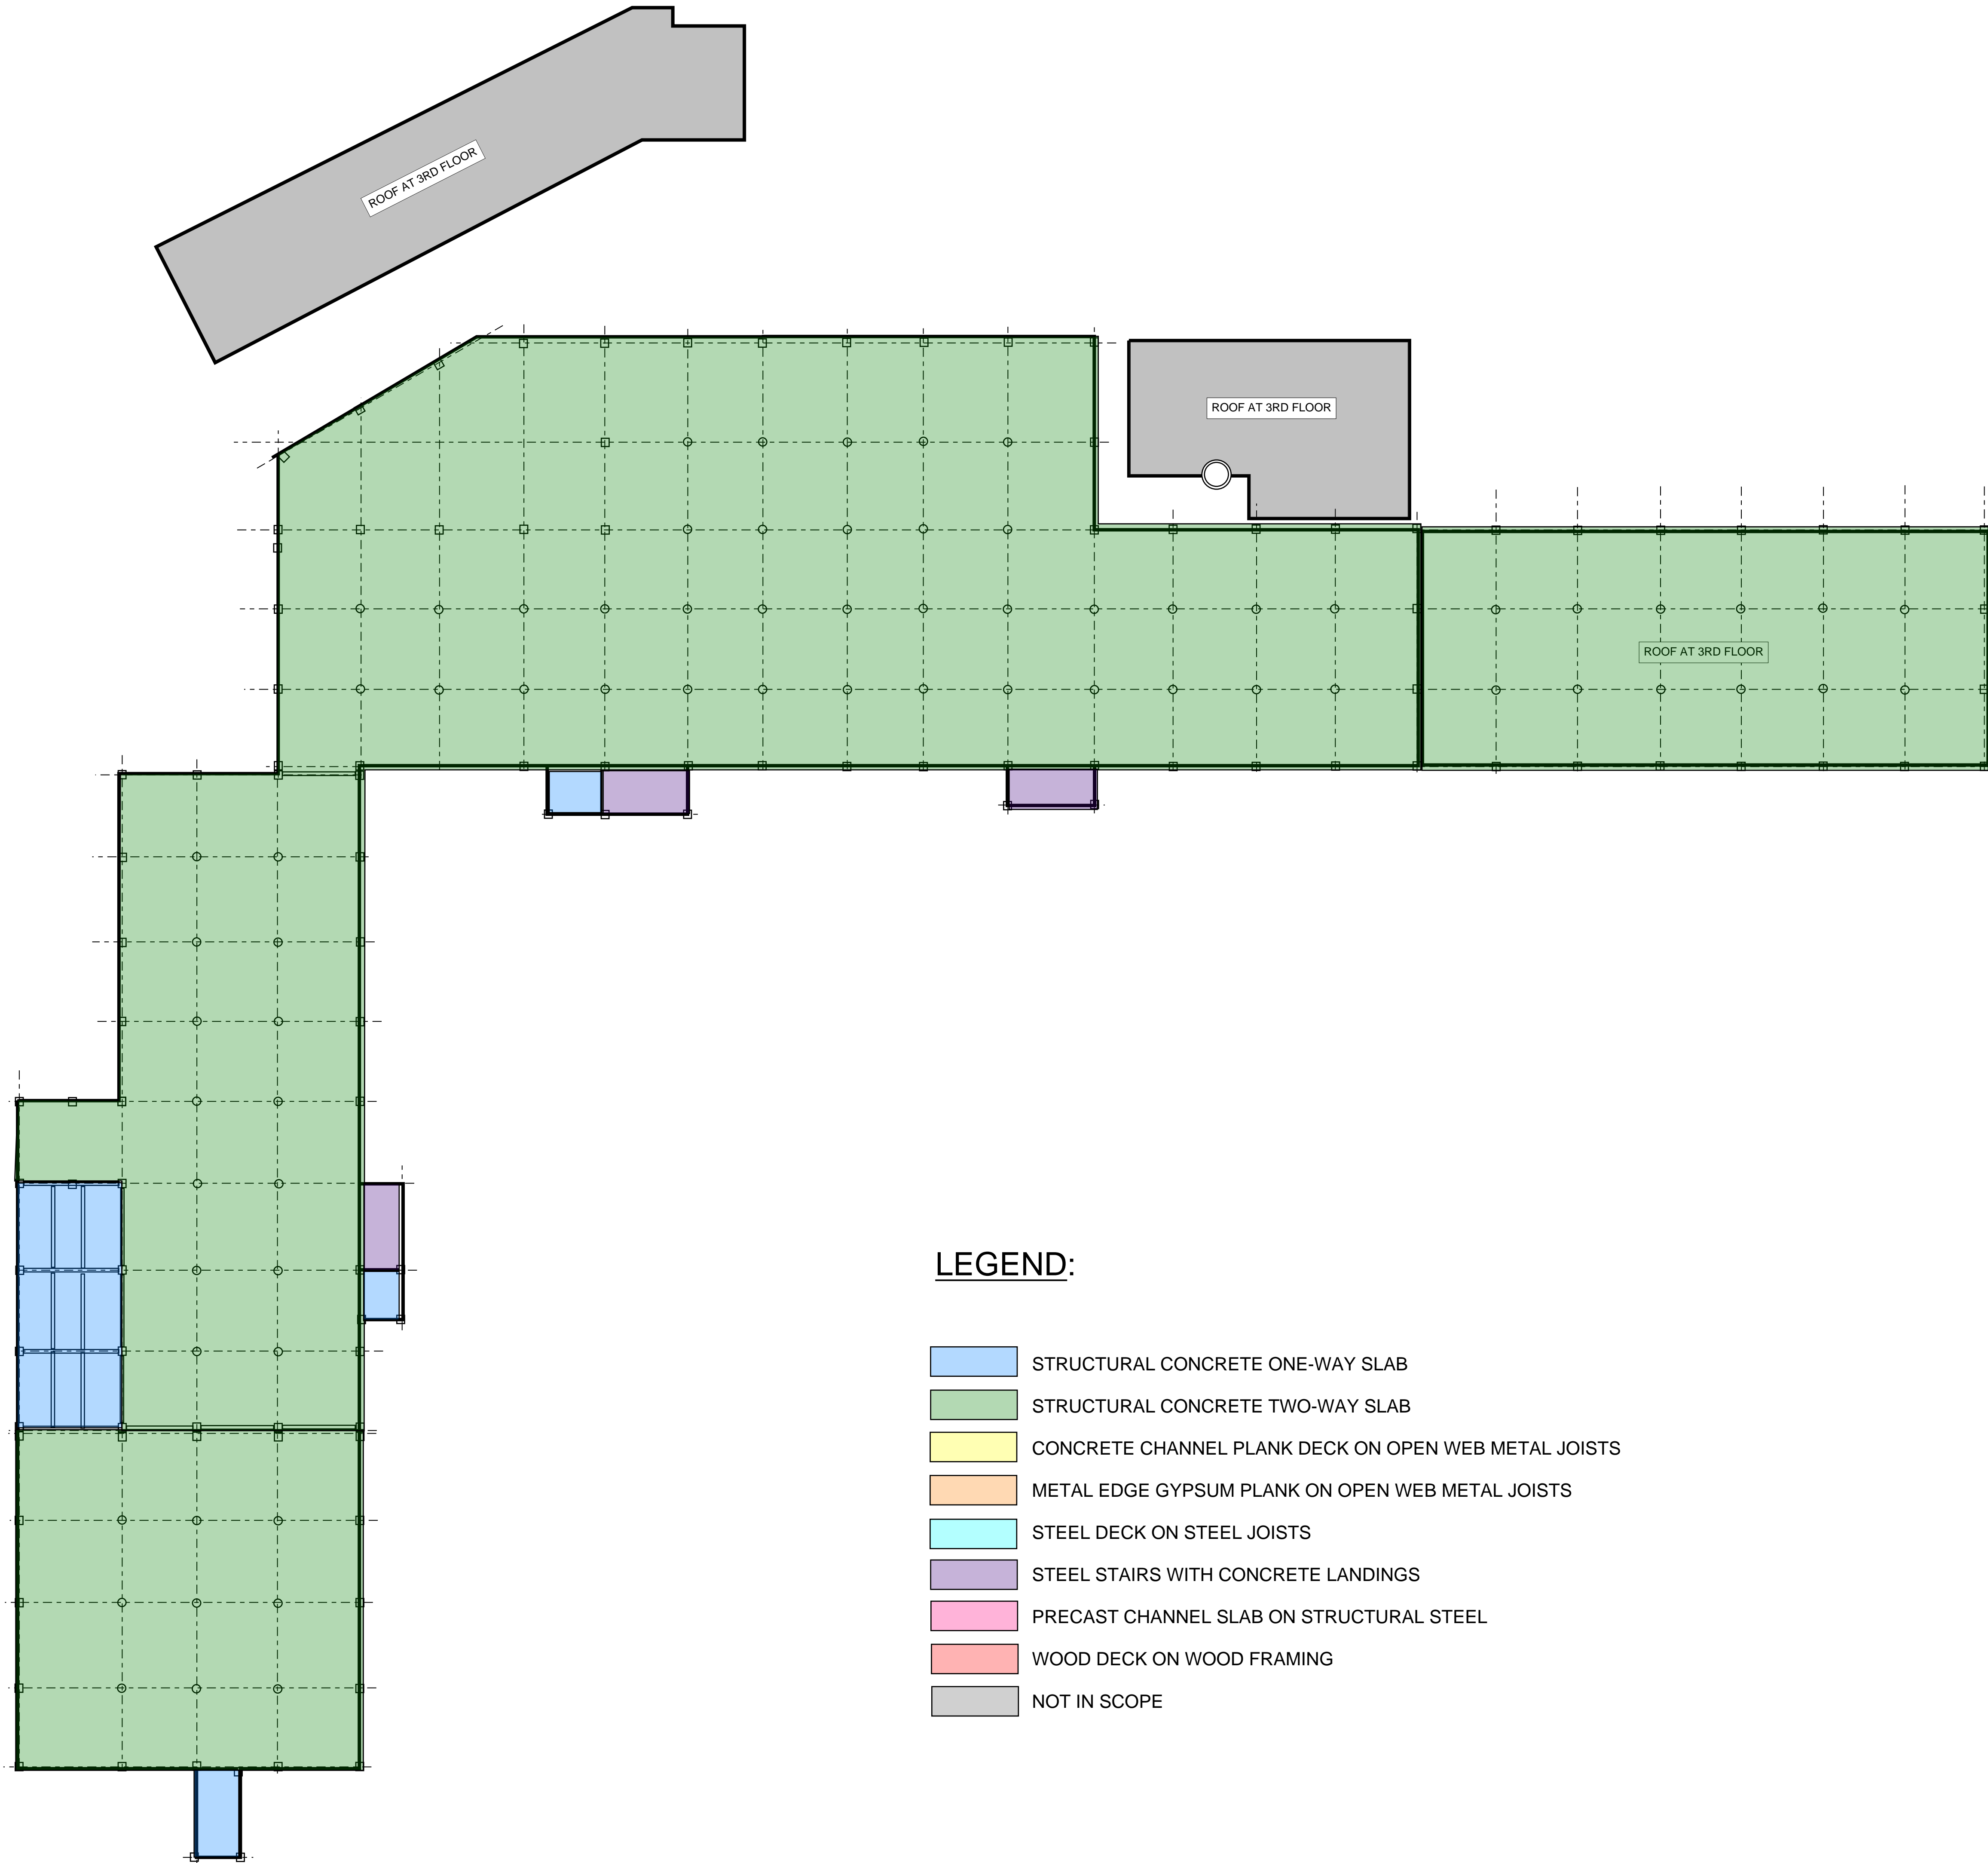 ROOF AT 3RD FLOOR
ROOF AT 3RD FLOOR
ROOF AT 3RD FLOOR
LEGEND:
STRUCTURAL CONCRETE ONE-WAY SLAB
STRUCTURAL CONCRETE TWO-WAY SLAB
CONCRETE CHANNEL PLANK DECK ON OPEN WEB METAL JOISTS
METAL EDGE GYPSUM PLANK ON OPEN WEB METAL JOISTS
STEEL DECK ON STEEL JOISTS
STEEL STAIRS WITH CONCRETE LANDINGS
PRECAST CHANNEL SLAB ON STRUCTURAL STEEL
WOOD DECK ON WOOD FRAMING
NOT IN SCOPE